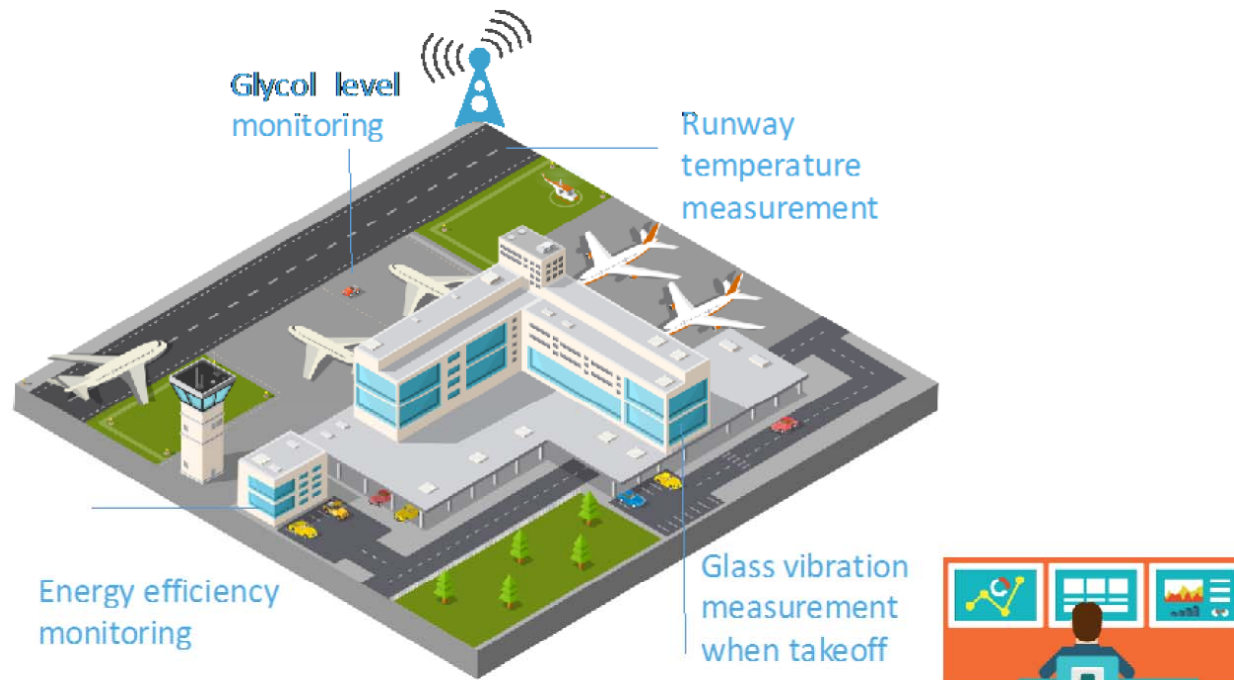 Glycol level
monitoring
Runway
temperature
measurement
Energy efficiency
monitoring
Glass vibration
measurement
when takeoff